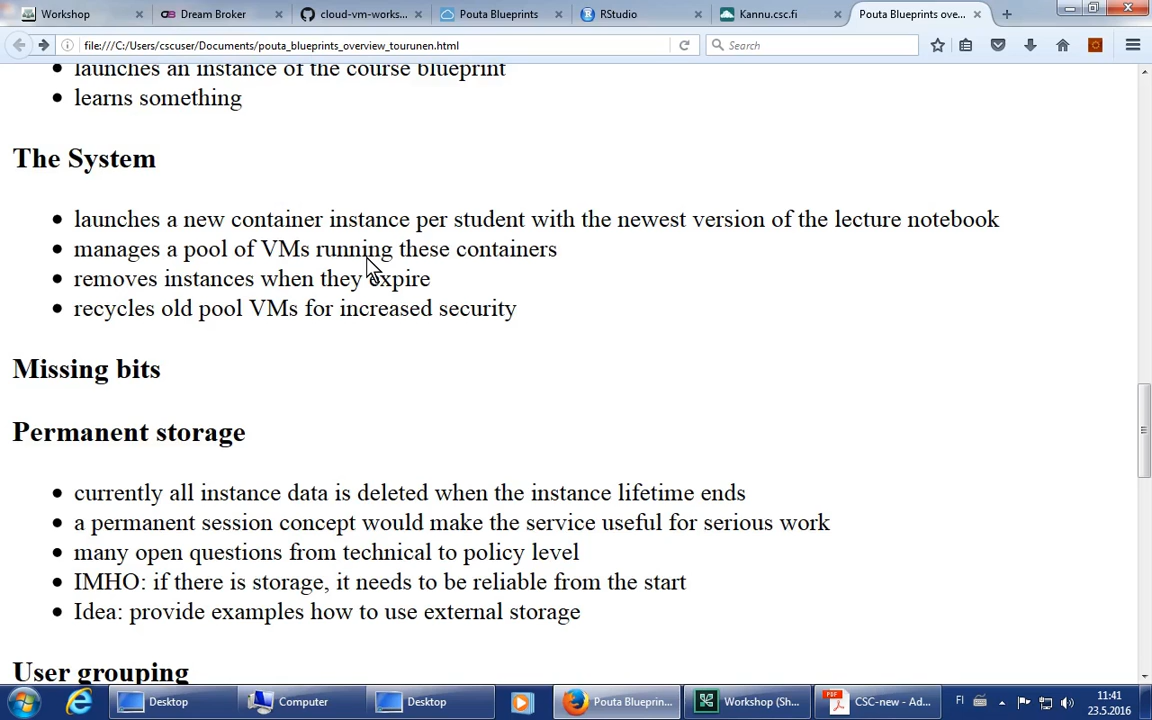 Workshop
Dream Broker
cloud-vm-works...
Pouta Blueprints
RStudio
Kannu.csc.fi
Pouta Blueprints ove...
file:///C:/Users/cscuser/Documents/pouta_blueprints_overview_tourunen.html
Search
launches an instance of the course blueprint
learns something
The System
launches a new container instance per student with the newest version of the lecture notebook
manages a pool of VMs running these containers
removes instances when they expire
recycles old pool VMs for increased security
Missing bits
Permanent storage
currently all instance data is deleted when the instance lifetime ends
a permanent session concept would make the service useful for serious work
many open questions from technical to policy level
IMHO: if there is storage, it needs to be reliable from the start
Idea: provide examples how to use external storage
User grouping
Desktop
Computer
Desktop
Pouta Blueprin...
Workshop (Sh...
CSC-new - Ad...
FI
11:41
23.5.2016